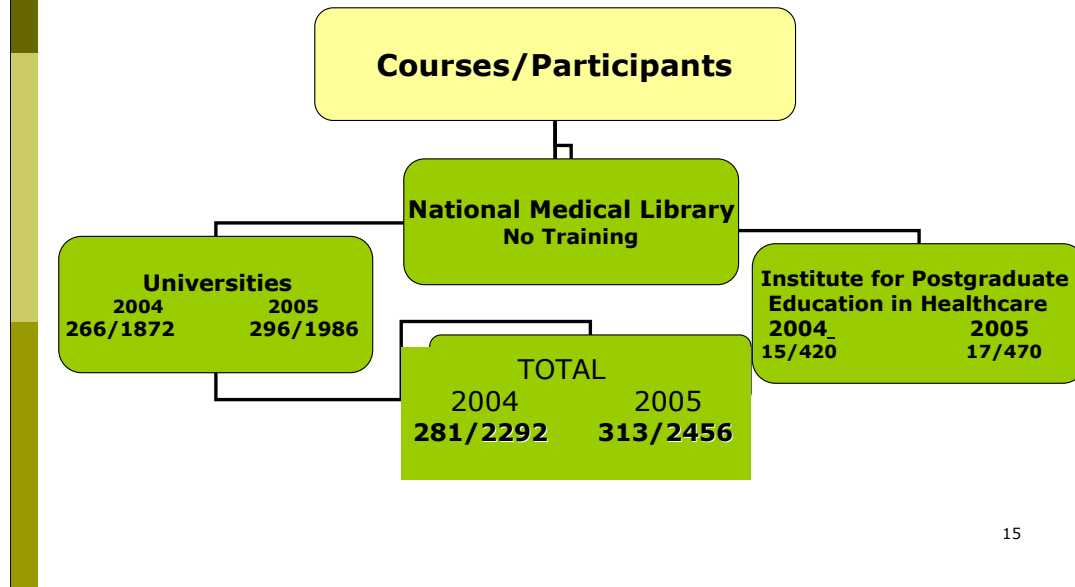 Courses/Participants
National Medical Library
No Training
Universities
2004 2005
266/1872 296/1986
Institute for Postgraduate
Education in Healthcare
2004 2005
15/420 17/470
TOTAL
2004 2005
281/2292 313/2456
15